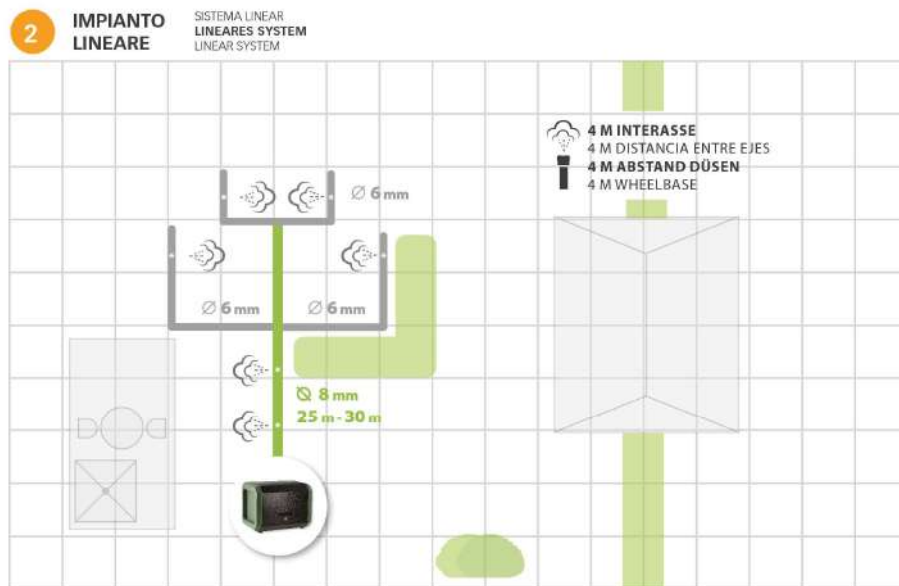 2
IMPIANTO
LINEARE
SISTEMA LINEAR
LINEARES SYSTEM
LINEAR SYSTEM
4 M INTERASSE
4 M DISTANCIA ENTRE EJES
4 M ABSTAND DÜSEN
4 M WHEELBASE
Ø 6 mm
Ø 6 mm
Ø 6 mm
Ø 8 mm
25 m - 30 m